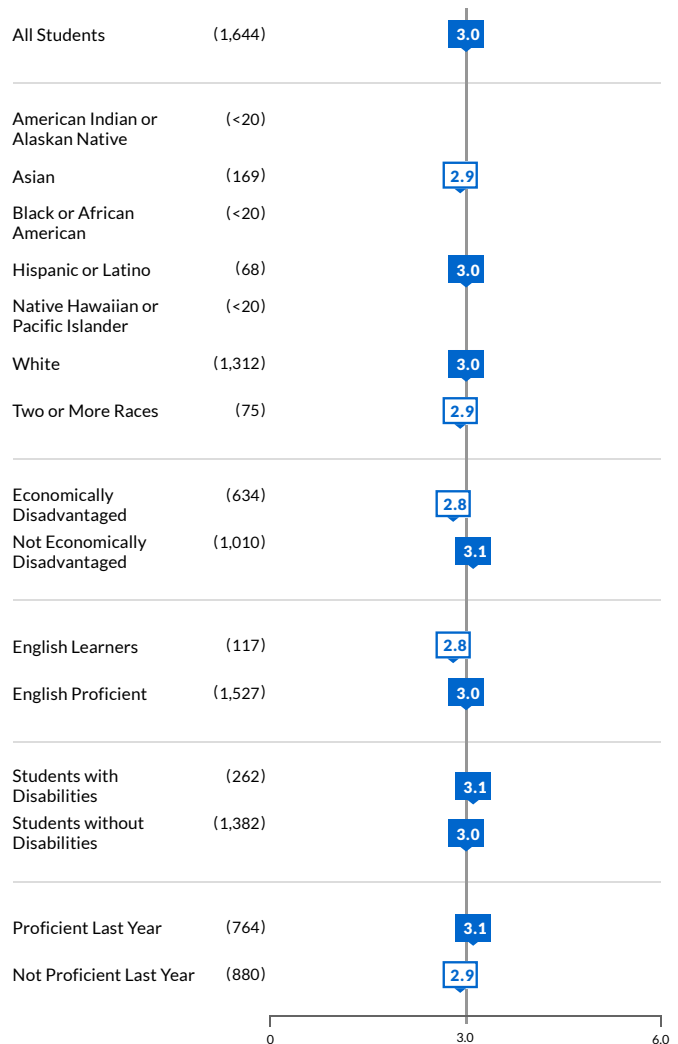 All Students (1,644) 3.0
American Indian or (<20)
Alaskan Native
Asian (169) 2.9
Black or African (<20)
American
Hispanic or Latino (68) 3.0
Native Hawaiian or (<20)
Pacific Islander
White (1,312) 3.0
Two or More Races (75) 2.9
Economically (634) 2.8
Disadvantaged
Not Economically (1,010) 3.1
Disadvantaged
English Learners (117) 2.8
English Proficient (1,527) 3.0
Students with (262) 3.1
Disabilities
Students without (1,382) 3.0
Disabilities
Proficient Last Year (764) 3.1
Not Proficient Last Year (880) 2.9
0 3.0 6.0